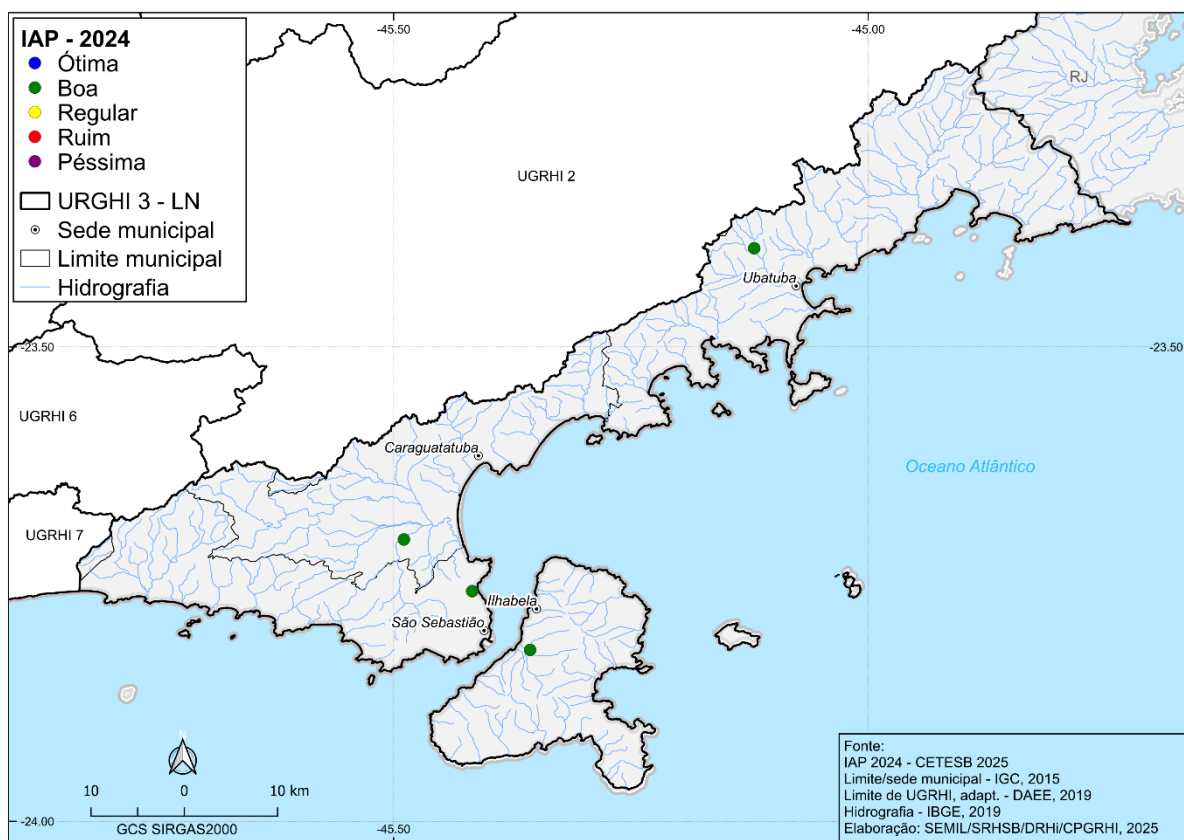 IAP - 2024
Ótima
Boa
Regular
Ruim
Péssima
URGHI 3 - LN
Sede municipal
Limite municipal
Hidrografia
-45.50
-45.00
RJ
UGRHI 2
Ubatuba
-23.50
-23.50
UGRHI 6
Caraguatatuba
Oceano Atlântico
UGRHI 7
Ilhabela
São Sebastião
N
10 0 10 km
GCS SIRGAS2000
-24.00
-45.50
Fonte:
IAP 2024 - CETESB 2025
Limite/sede municipal - IGC, 2015
Limite de UGRHI, adapt. - DAEE, 2019
Hidrografia - IBGE, 2019
Elaboração: SEMIL/SRHSB/DRHi/CPGRHI, 2025
-45.00